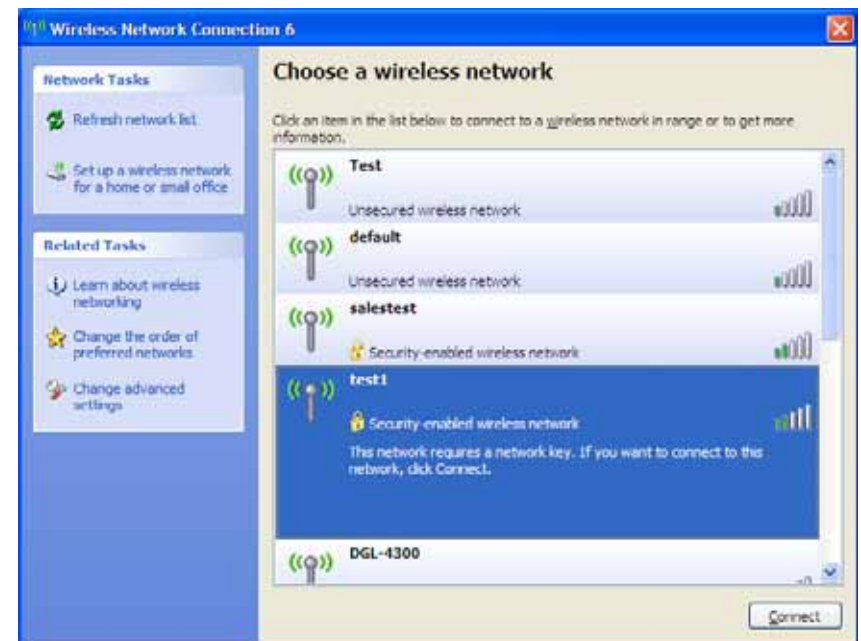 Wireless Network Connection 6
Network Tasks
Refresh network list
Set up a wireless network
for a home or small office
Related Tasks
Learn about wireless
networking
Change the order of
preferred networks
Change advanced
settings
Choose a wireless network
Click an item in the list below to connect to a wireless network in range or to get more
information.
Test
Unsecured wireless network
default
Unsecured wireless network
salestest
Security-enabled wireless network
test1
Security-enabled wireless network
This network requires a network key. If you want to connect to this
network, click Connect.
DGL-4300
Connect